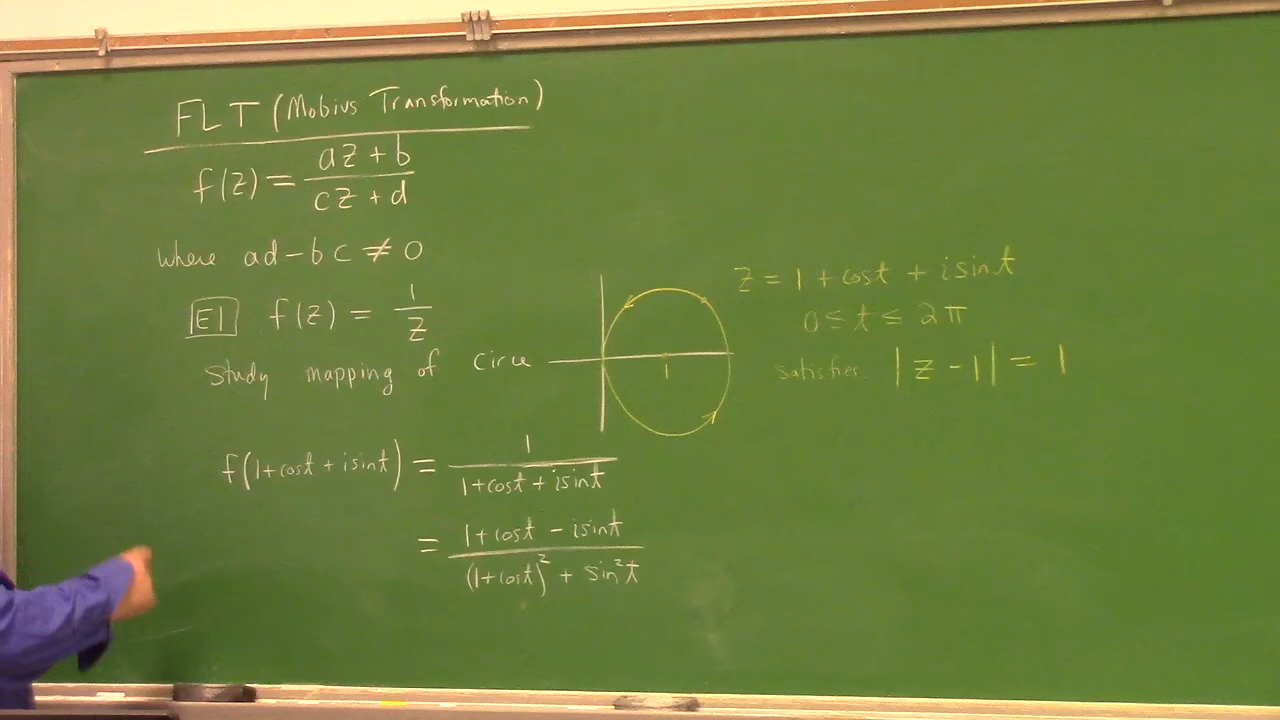 FLT (Mobius Transformation)
f(z) = (az + b)/(cz + d)
where ad - bc ≠ 0
E1 f(z) = 1/z
Study mapping of circle
1
z = 1 + cost + isint
0 ≤ t ≤ 2π
satisfies |z - 1| = 1
f(1+cost + isint) = 1/(1+cost + isint)
= (1+cost - isint)/((1+cost)² + sin²t)